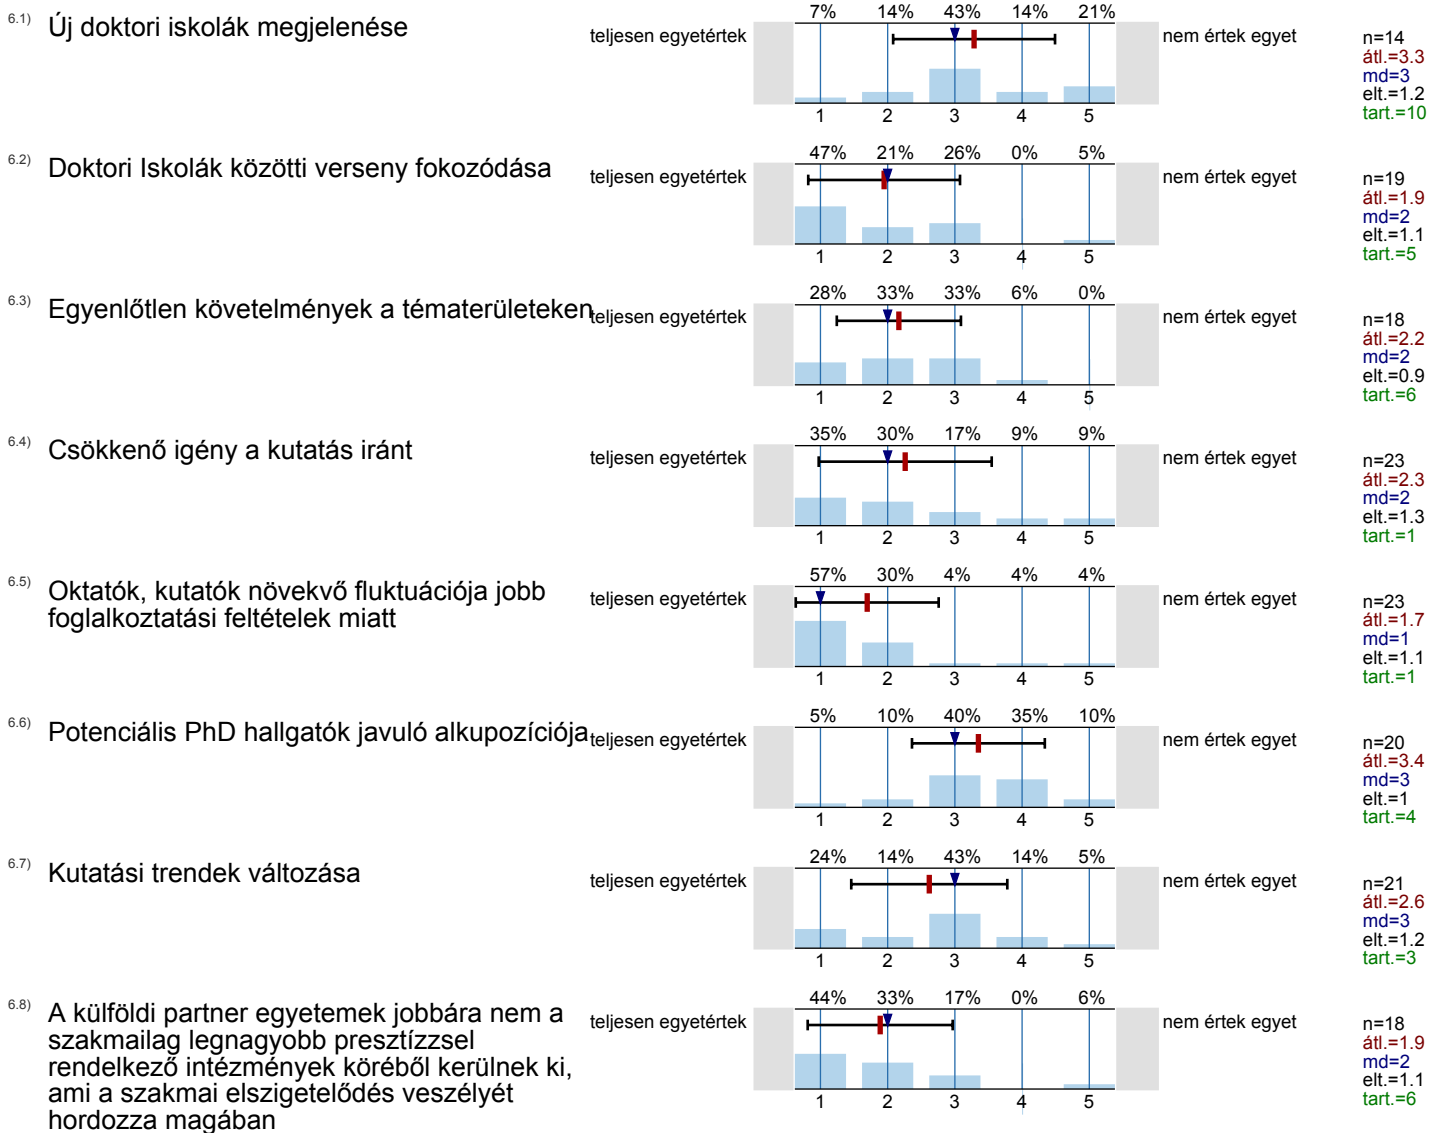 6.1) Új doktori iskolák megjelenése
teljesen egyetértek
7% 14% 43% 14% 21%
1 2 3 4 5
nem értek egyet
n=14
átl.=3.3
md=3
elt.=1.2
tart.=10
6.2) Doktori Iskolák közötti verseny fokozódása
teljesen egyetértek
47% 21% 26% 0% 5%
1 2 3 4 5
nem értek egyet
n=19
átl.=1.9
md=2
elt.=1.1
tart.=5
6.3) Egyenlőtlen követelmények a tématerületeken
teljesen egyetértek
28% 33% 33% 6% 0%
1 2 3 4 5
nem értek egyet
n=18
átl.=2.2
md=2
elt.=0.9
tart.=6
6.4) Csökkenő igény a kutatás iránt
teljesen egyetértek
35% 30% 17% 9% 9%
1 2 3 4 5
nem értek egyet
n=23
átl.=2.3
md=2
elt.=1.3
tart.=1
6.5) Oktatók, kutatók növekvő fluktuációja jobb
foglalkoztatási feltételek miatt
teljesen egyetértek
57% 30% 4% 4% 4%
1 2 3 4 5
nem értek egyet
n=23
átl.=1.7
md=1
elt.=1.1
tart.=1
6.6) Potenciális PhD hallgatók javuló alkupozíciója
teljesen egyetértek
5% 10% 40% 35% 10%
1 2 3 4 5
nem értek egyet
n=20
átl.=3.4
md=3
elt.=1
tart.=4
6.7) Kutatási trendek változása
teljesen egyetértek
24% 14% 43% 14% 5%
1 2 3 4 5
nem értek egyet
n=21
átl.=2.6
md=3
elt.=1.2
tart.=3
6.8) A külföldi partner egyetemek jobbára nem a
szakmailag legnagyobb presztízzsel
rendelkező intézmények köréből kerülnek ki,
ami a szakmai elszigetelődés veszélyét
hordozza magában
teljesen egyetértek
44% 33% 17% 0% 6%
1 2 3 4 5
nem értek egyet
n=18
átl.=1.9
md=2
elt.=1.1
tart.=6